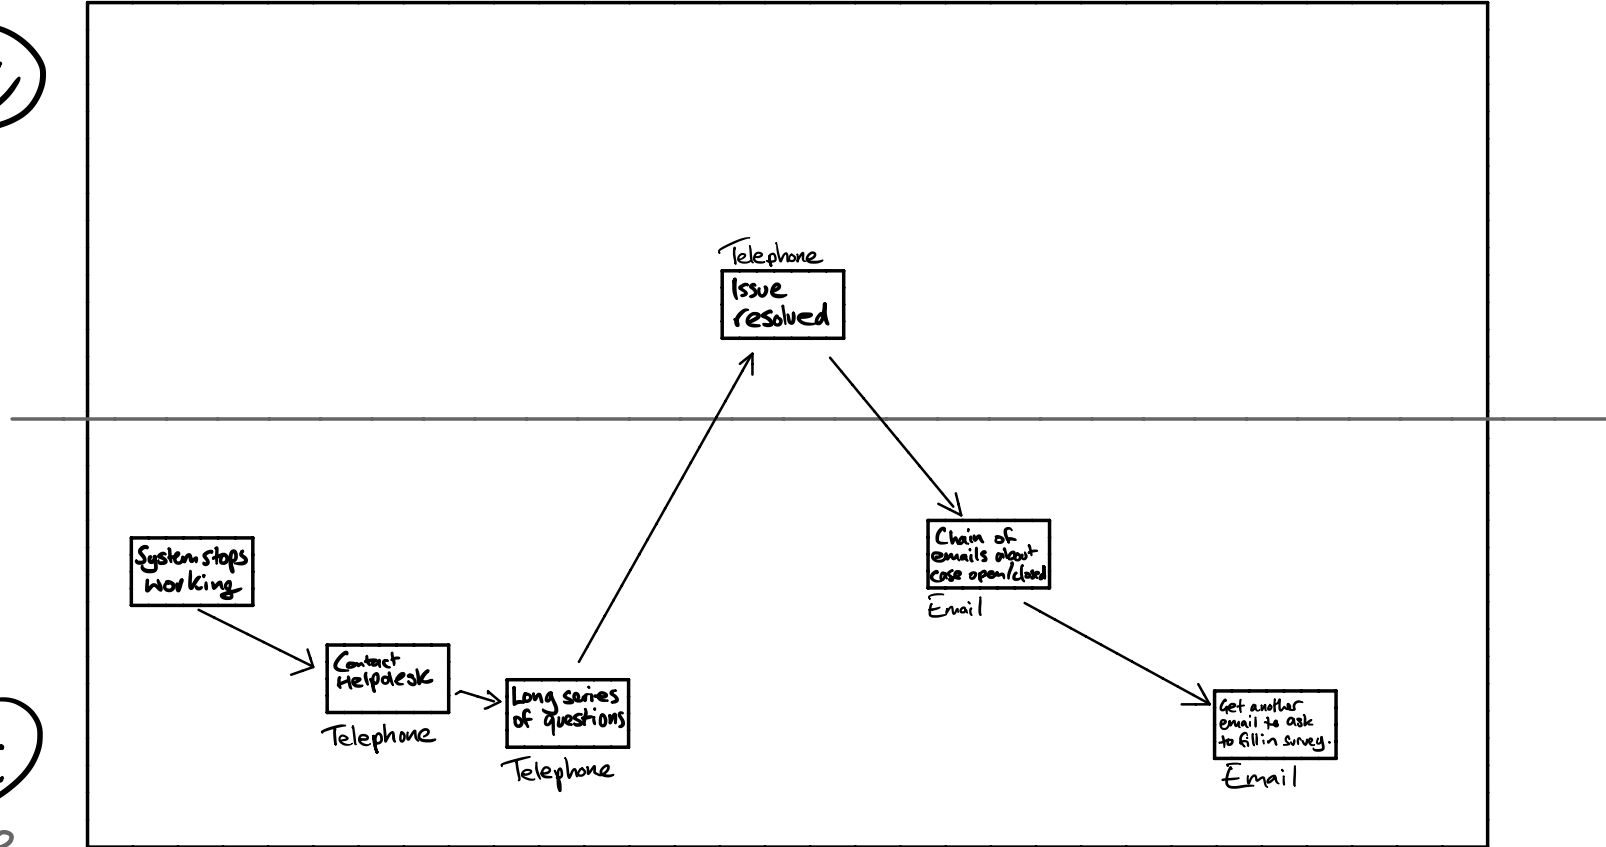 Telephone
Issue
resolved
System stops
working
Contact
Helpdesk
Telephone
Long series
of questions
Telephone
Chain of
emails about
case open/closed
Email
Get another
email to ask
to fill in survey.
Email